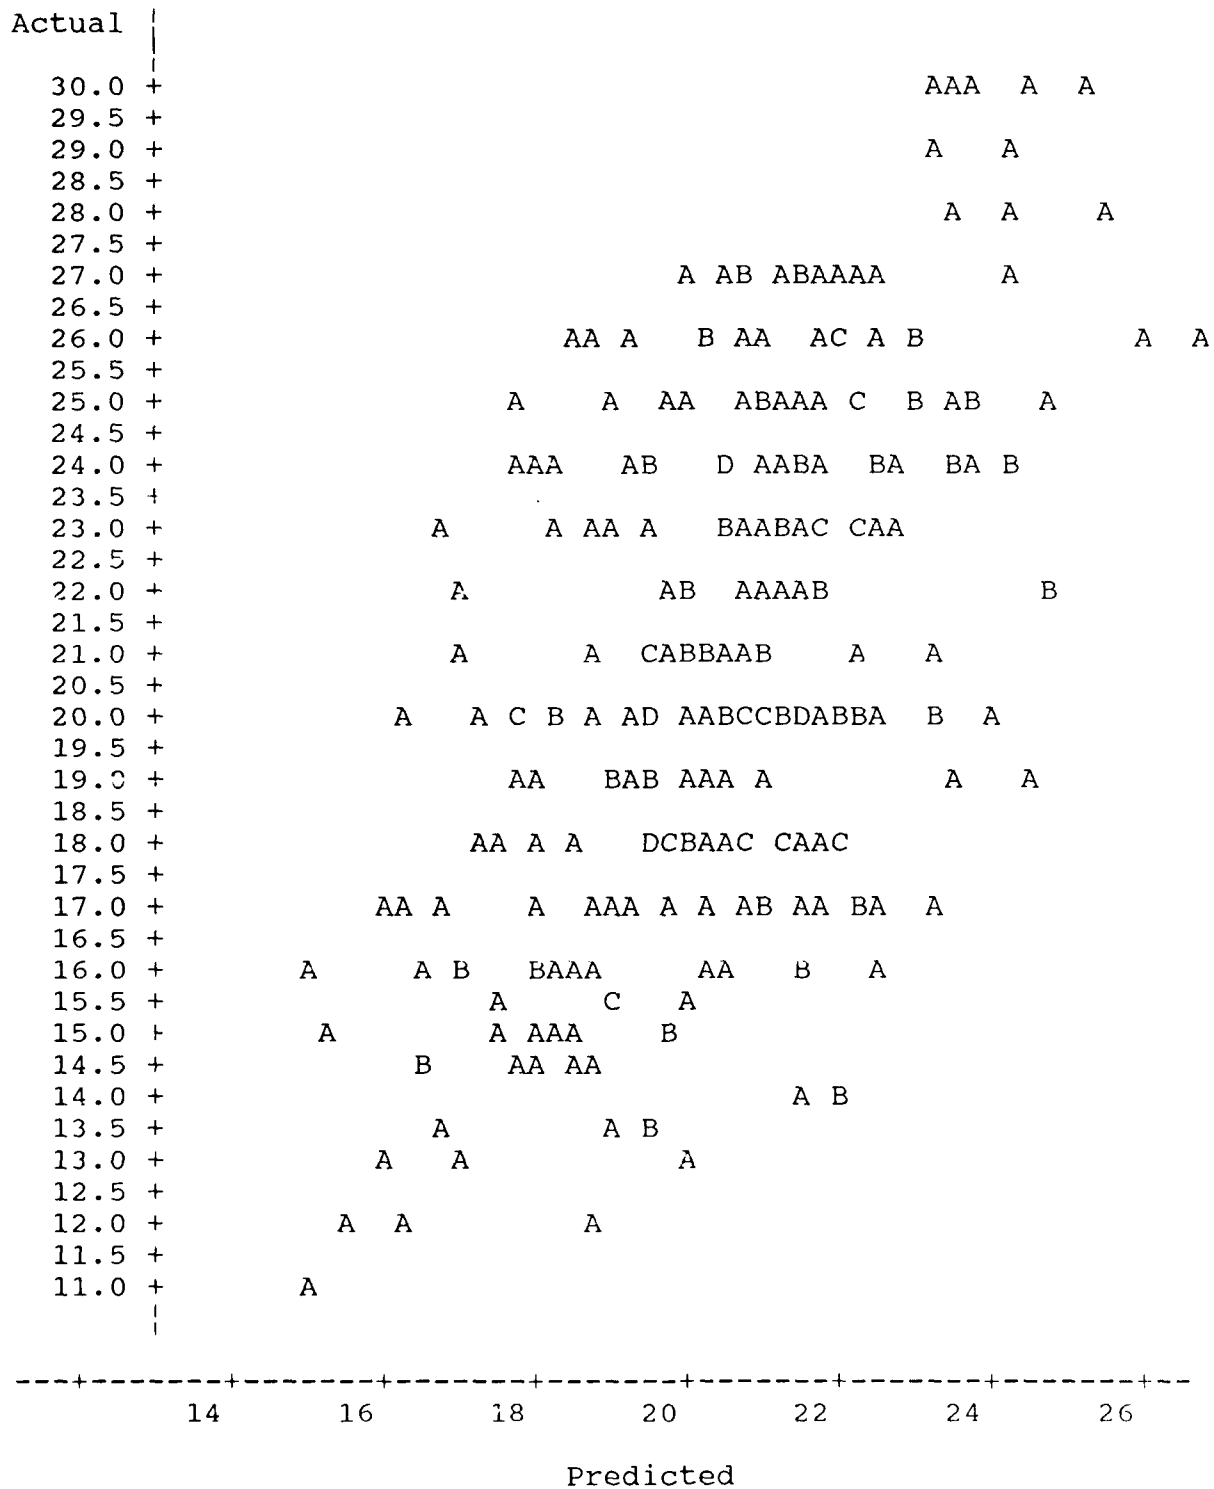 Actual |
30.0 + AAA A A
29.5 +
29.0 + A A
28.5 +
28.0 + A A A
27.5 +
27.0 + A AB ABAAAA A
26.5 +
26.0 + AA A B AA AC A B A A
25.5 +
25.0 + A A AA ABAAA C B AB A
24.5 +
24.0 + AAA AB D AABA BA BA B
23.5 +
23.0 + A A AA A BAABAC CAA
22.5 +
22.0 + A AB AAAAB B
21.5 +
21.0 + A A CABBAAB A A
20.5 +
20.0 + A A C B A AD AABCCBDABBA B A
19.5 +
19.0 + AA BAB AAA A A A
18.5 +
18.0 + AA A A DCBAAC CAAC
17.5 +
17.0 + AA A A AAA A A AB AA BA A
16.5 +
16.0 + A A B BAAA AA B A
15.5 + A C A
15.0 + A A AAA B
14.5 + B AA AA
14.0 + A B
13.5 + A A B
13.0 + A A A
12.5 +
12.0 + A A A
11.5 +
11.0 + A
---+-------+-------+-------+-------+-------+-------+-------+--
14 16 18 20 22 24 26
Predicted